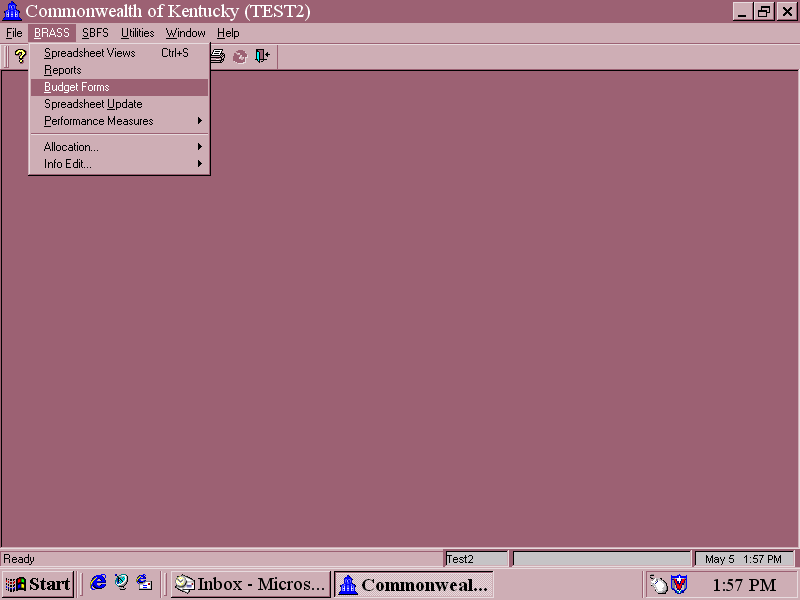 Commonwealth of Kentucky (TEST2)
File BRASS SBFS Utilities Window Help
Spreadsheet Views Ctrl+S
Reports
Budget Forms
Spreadsheet Update
Performance Measures
Allocation...
Info Edit...
Ready Test2 May 5 1:57 PM
Start Inbox - Micros... Commonweal... 1:57 PM